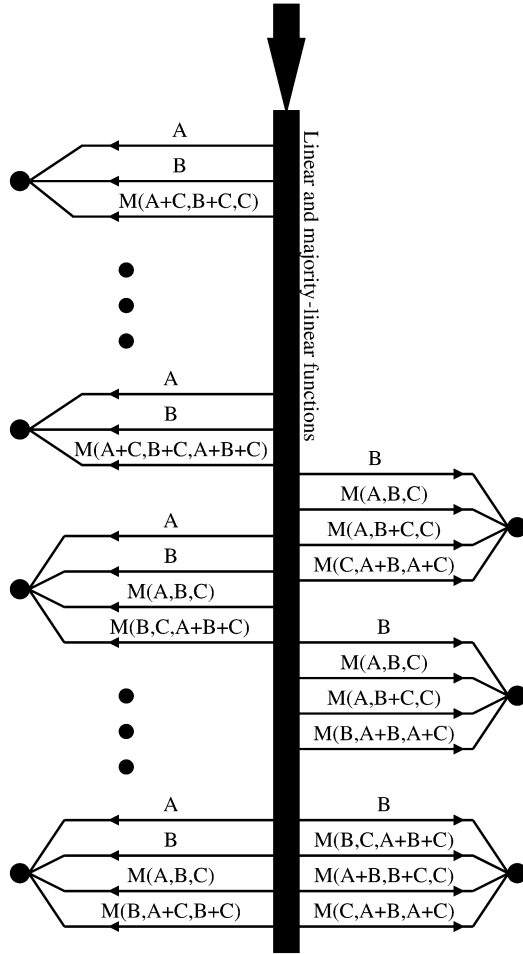 A
B
M(A+C,B+C,C)
Linear and majority-linear functions
A
B
M(A+C,B+C,A+B+C)
A
B
M(A,B,C)
M(B,C,A+B+C)
A
B
M(A,B,C)
M(B,A+C,B+C)
B
M(A,B,C)
M(A,B+C,C)
M(C,A+B,A+C)
B
M(A,B,C)
M(A,B+C,C)
M(B,A+B,A+C)
B
M(B,C,A+B+C)
M(A+B,B+C,C)
M(C,A+B,A+C)